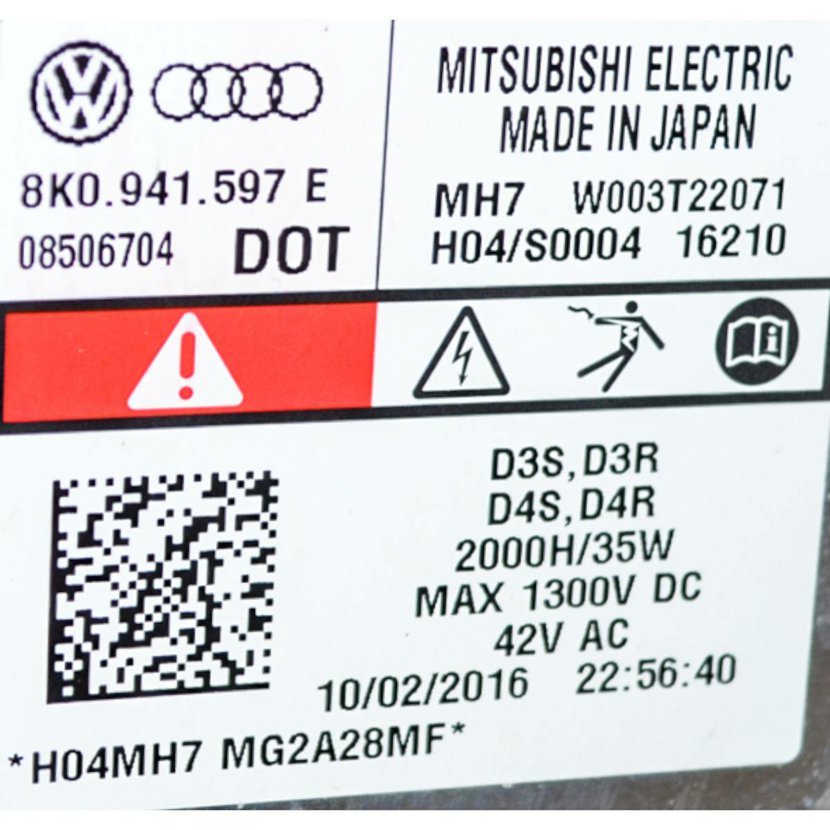 8K0.941.597 E
08506704 DOT
MITSUBISHI ELECTRIC
MADE IN JAPAN
MH7 W003T22071
H04/S0004 16210
D3S,D3R
D4S,D4R
2000H/35W
MAX 1300V DC
42V AC
10/02/2016 22:56:40
*H04MH7 MG2A28MF*